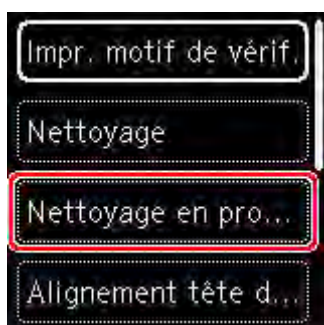 Impr. motif de vérif.
Nettoyage
Nettoyage en pro...
Alignement tête d...